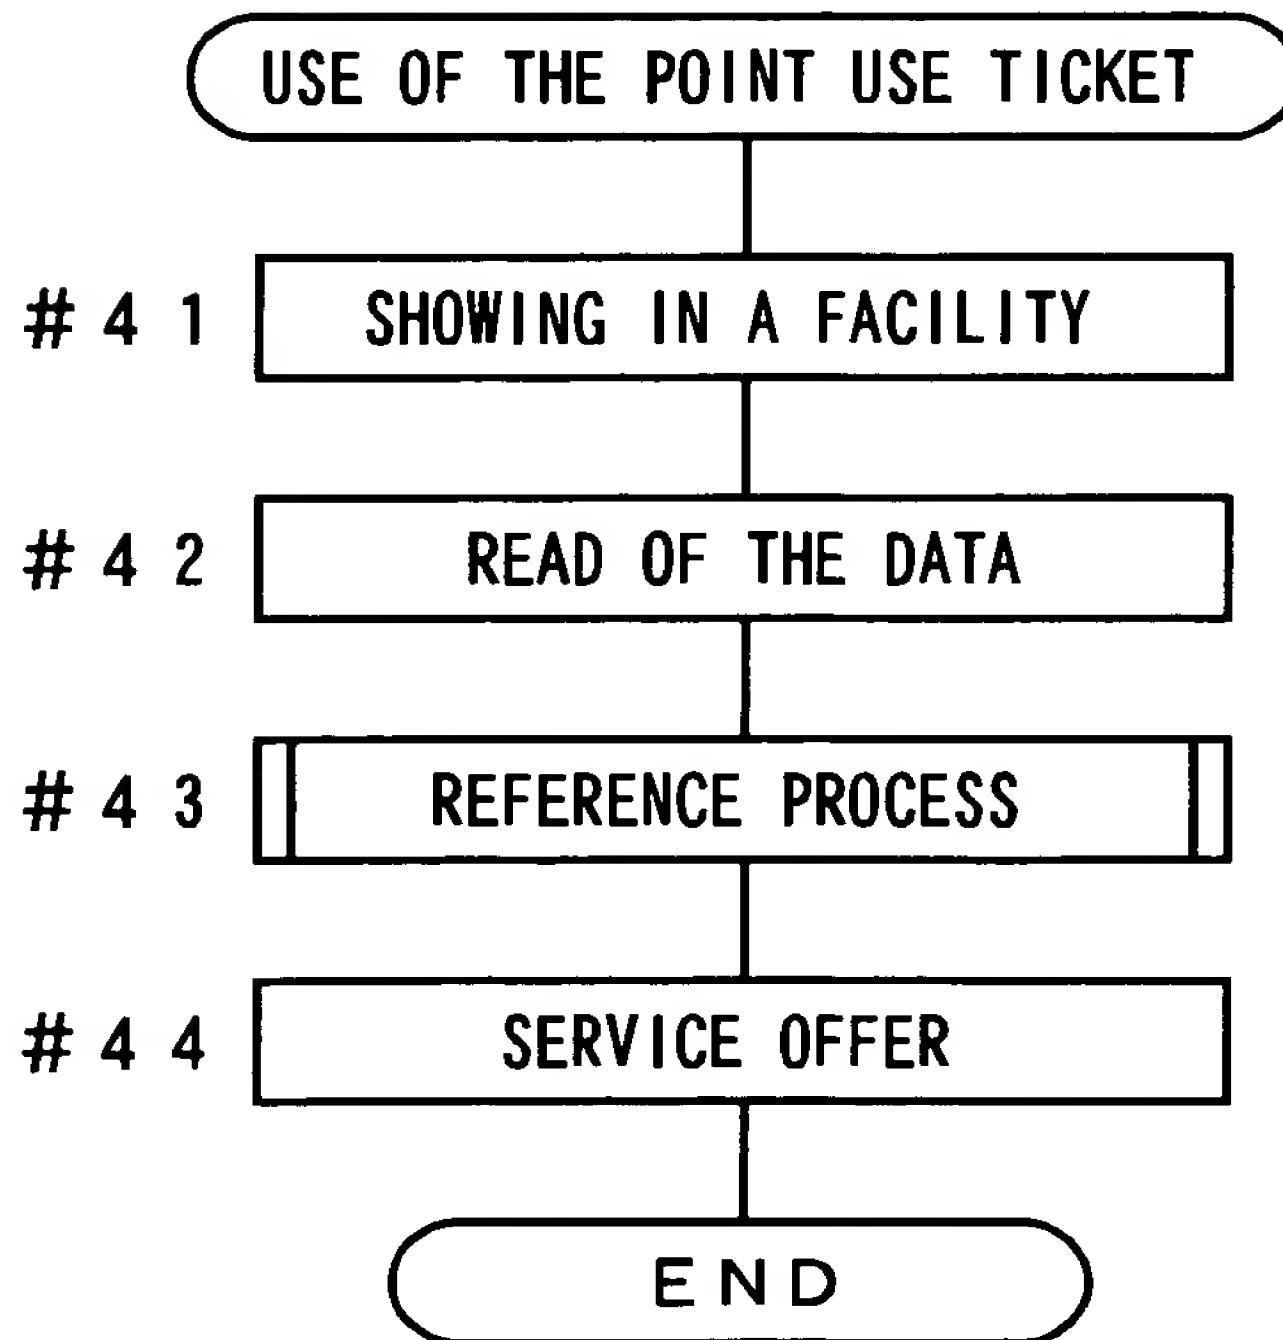 USE OF THE POINT USE TICKET
#41 SHOWING IN A FACILITY
#42 READ OF THE DATA
#43 REFERENCE PROCESS
#44 SERVICE OFFER
END